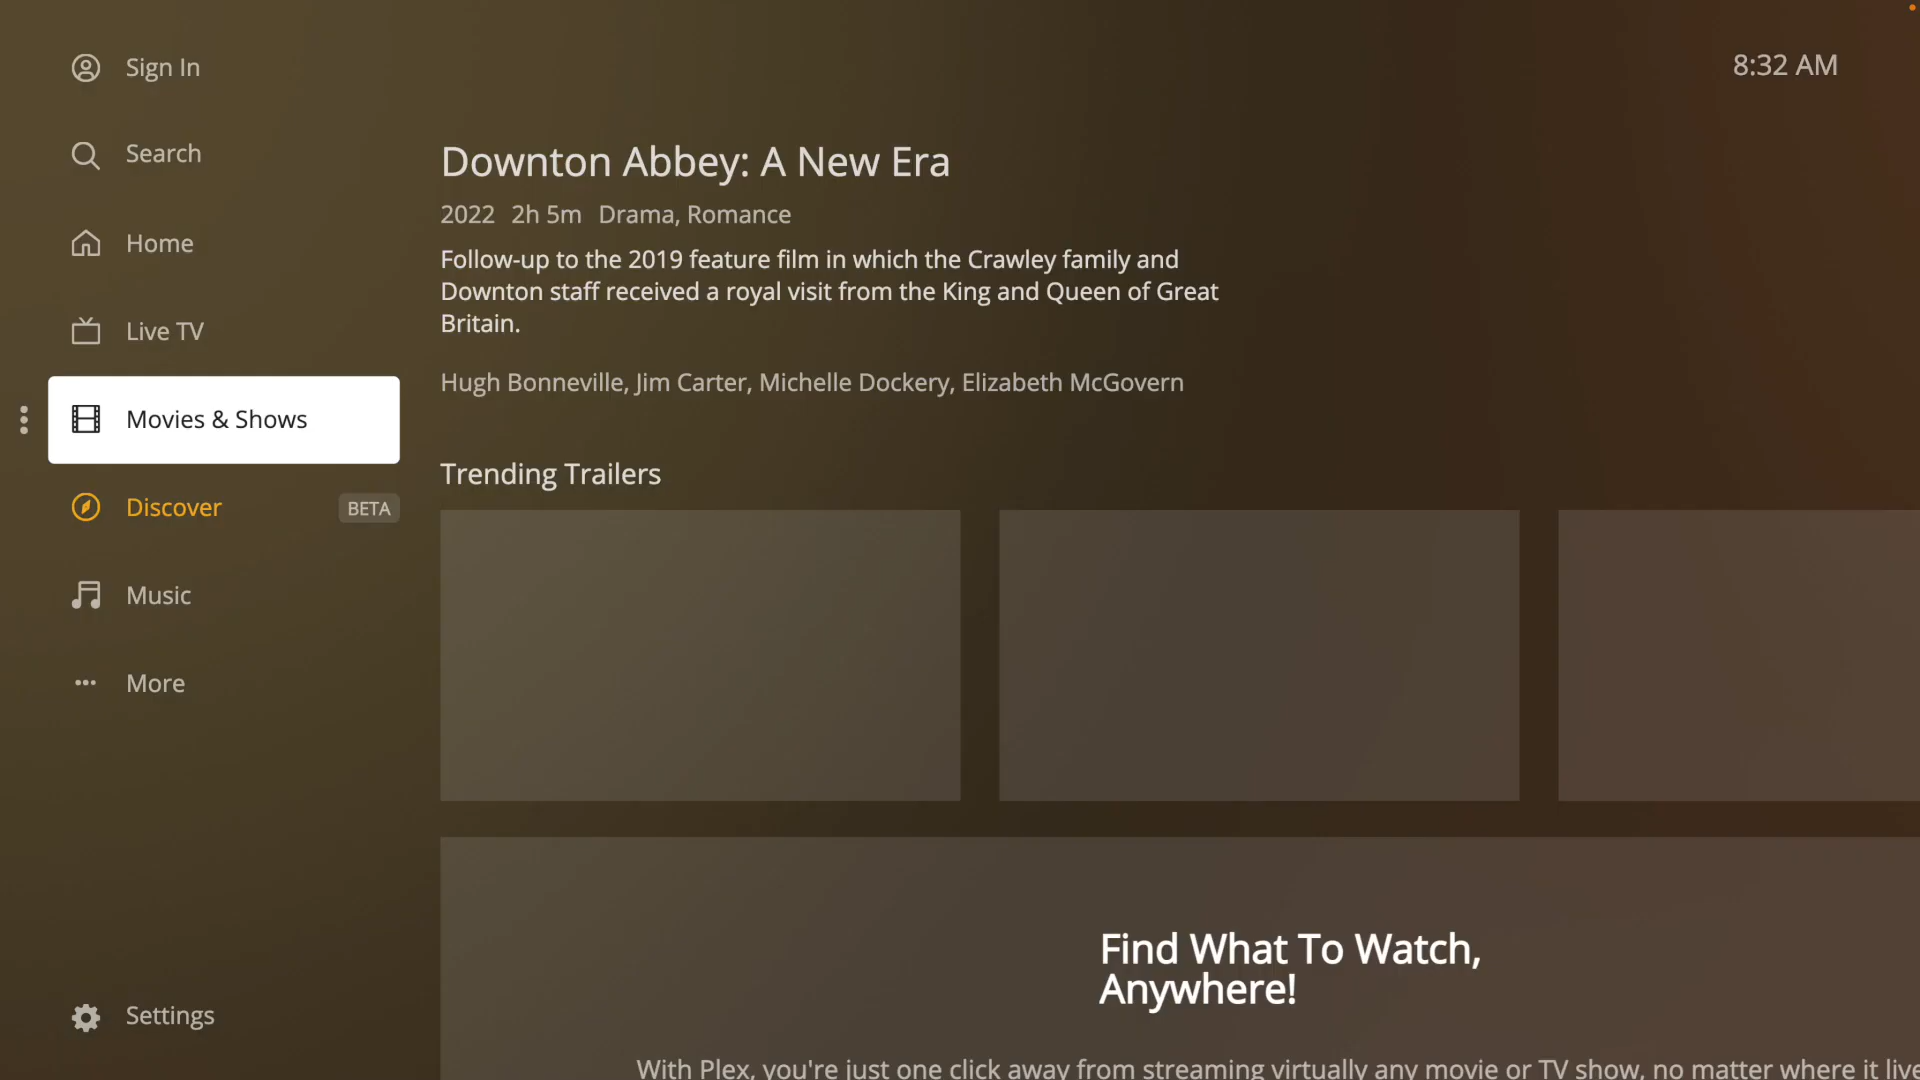 Sign In
8:32 AM
Search
Home
Live TV
Movies & Shows
Discover
BETA
Music
More
Settings
Downton Abbey: A New Era
2022 2h 5m Drama, Romance
Follow-up to the 2019 feature film in which the Crawley family and
Downton staff received a royal visit from the King and Queen of Great
Britain.
Hugh Bonneville, Jim Carter, Michelle Dockery, Elizabeth McGovern
Trending Trailers
Find What To Watch,
Anywhere!
With Plex, you're just one click away from streaming virtually any movie or TV show, no matter where it live